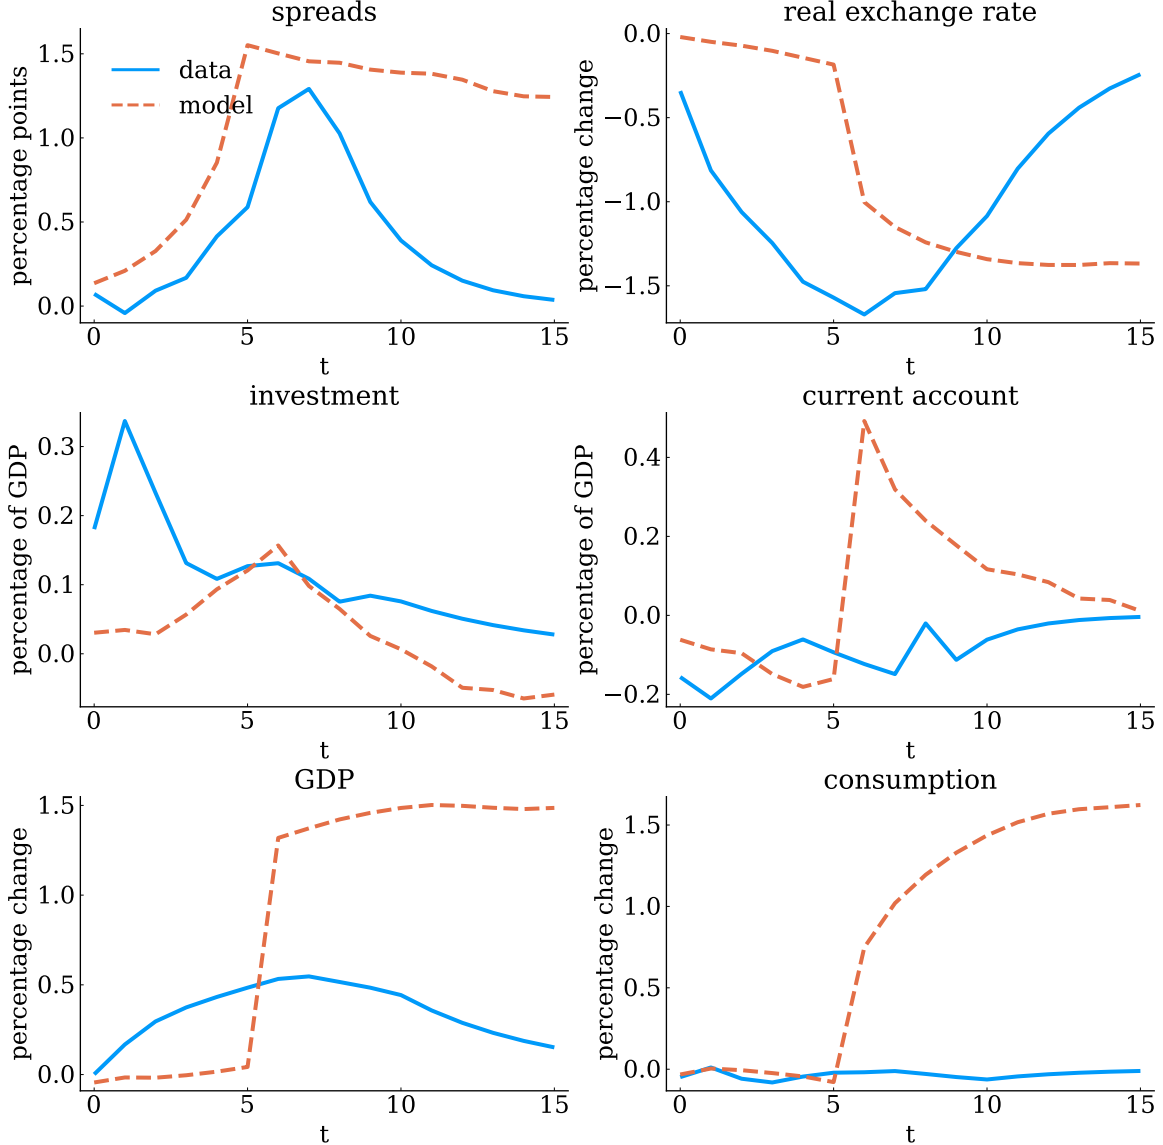 spreads
percentage points
1.5
1.0
0.5
0.0
data
model
0
5
10
15
t
real exchange rate
percentage change
0.0
−0.5
−1.0
−1.5
0
5
10
15
t
investment
percentage of GDP
0.3
0.2
0.1
0.0
0
5
10
15
t
current account
percentage of GDP
0.4
0.2
0.0
−0.2
0
5
10
15
t
GDP
percentage change
1.5
1.0
0.5
0.0
0
5
10
15
t
consumption
percentage change
1.5
1.0
0.5
0.0
0
5
10
15
t